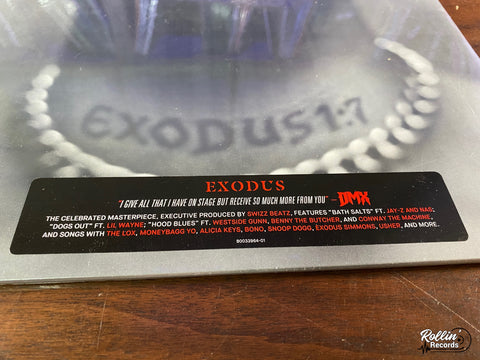 EXODUS 1:7
EXODUS
"I GIVE ALL THAT I HAVE ON STAGE BUT RECEIVE SO MUCH MORE FROM YOU" – DMX
THE CELEBRATED MASTERPIECE, EXECUTIVE PRODUCED BY SWIZZ BEATZ, FEATURES "BATH SALTS" FT. JAY-Z AND NAS;
"DOGS OUT" FT. LIL WAYNE; "HOOD BLUES" FT. WESTSIDE GUNN, BENNY THE BUTCHER, AND CONWAY THE MACHINE,
AND SONGS WITH THE LOX, MONEYBAGG YO, ALICIA KEYS, BONO, SNOOP DOGG, EXODUS SIMMONS, USHER, AND MORE.
B0033964-01
Rollin'
Records